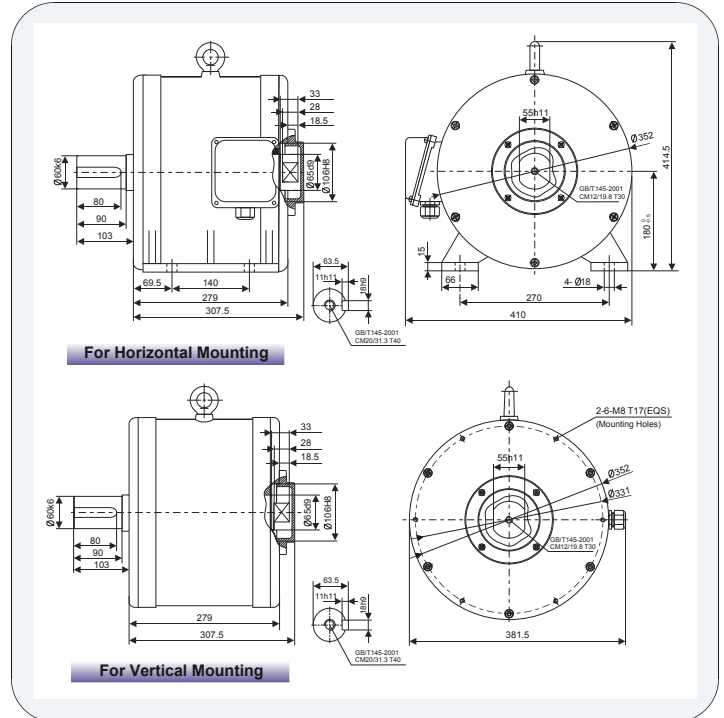 33
28
18.5
Ø60k6
80
90
103
Ø65d9
Ø106H8
69.5
140
279
307.5
63.5
11h11
18h9
GB/T145-2001
CM20/31.3 T40
55h11
Ø352
414.5
GB/T145-2001
CM12/19.8 T30
180 0 -0.5
15
66
4- Ø18
270
410
For Horizontal Mounting
33
28
18.5
Ø60k6
80
90
103
Ø65d9
Ø106H8
279
307.5
63.5
11h11
18h9
GB/T145-2001
CM20/31.3 T40
2-6-M8 T17(EQS)
(Mounting Holes)
55h11
Ø352
Ø331
GB/T145-2001
CM12/19.8 T30
381.5
For Vertical Mounting